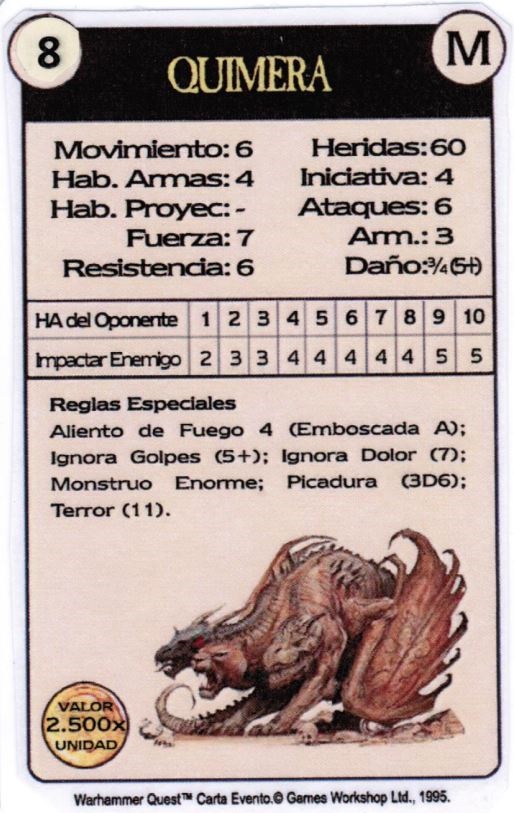 8
M
QUIMERA
Movimiento: 6 Heridas: 60
Hab. Armas: 4 Iniciativa: 4
Hab. Proyec: - Ataques: 6
Fuerza: 7 Arm.: 3
Resistencia: 6 Daño: ¾ (5+)
HA del Oponente 1 2 3 4 5 6 7 8 9 10
Impactar Enemigo 2 3 3 4 4 4 4 4 5 5
Reglas Especiales
Aliento de Fuego 4 (Emboscada A);
Ignora Golpes (5+); Ignora Dolor (7);
Monstruo Enorme; Picadura (3D6);
Terror (11).
VALOR
2.500x
UNIDAD
Warhammer Quest™ Carta Evento.© Games Workshop Ltd., 1995.